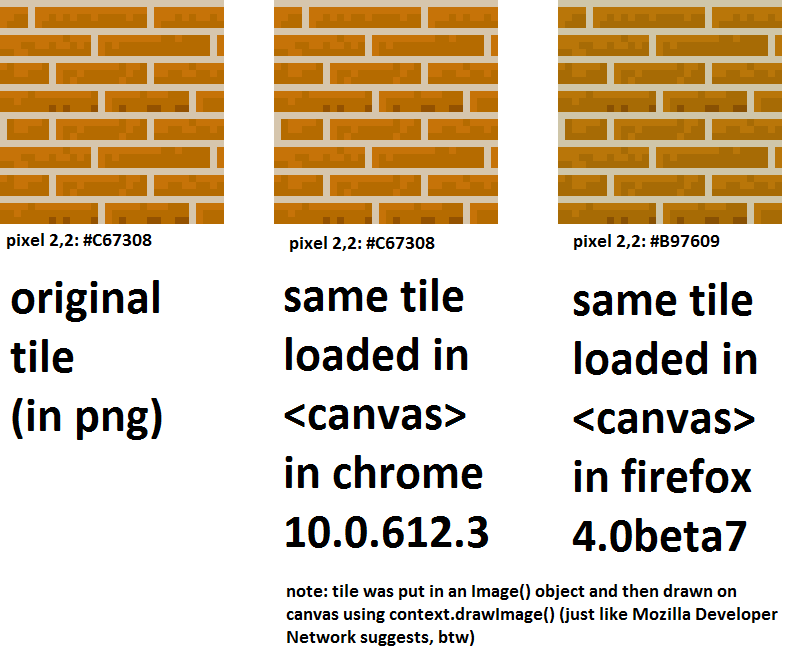 pixel 2,2: #C67308
pixel 2,2: #C67308
pixel 2,2: #B97609
original
tile
(in png)
same tile
loaded in
<canvas>
in chrome
10.0.612.3
same tile
loaded in
<canvas>
in firefox
4.0beta7
note: tile was put in an Image() object and then drawn on
canvas using context.drawImage() (just like Mozilla Developer
Network suggests, btw)